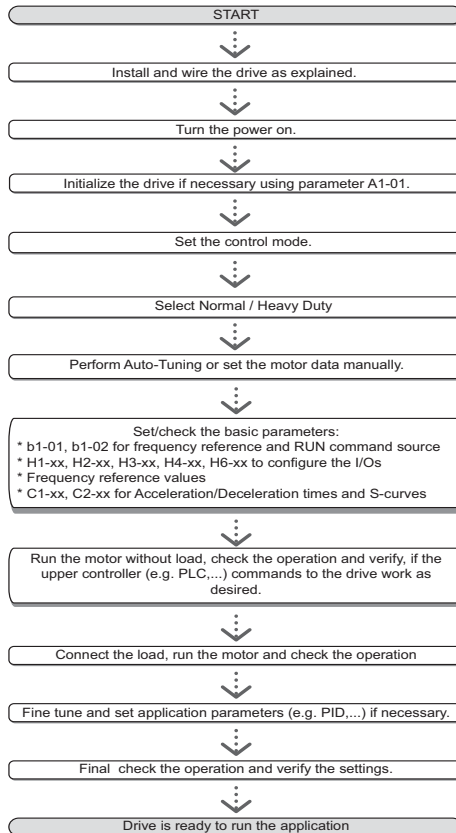 START
Install and wire the drive as explained.
Turn the power on.
Initialize the drive if necessary using parameter A1-01.
Set the control mode.
Select Normal / Heavy Duty
Perform Auto-Tuning or set the motor data manually.
Set/check the basic parameters:
* b1-01, b1-02 for frequency reference and RUN command source
* H1-xx, H2-xx, H3-xx, H4-xx, H6-xx to configure the I/Os
* Frequency reference values
* C1-xx, C2-xx for Acceleration/Deceleration times and S-curves
Run the motor without load, check the operation and verify, if the
upper controller (e.g. PLC,...) commands to the drive work as
desired.
Connect the load, run the motor and check the operation
Fine tune and set application parameters (e.g. PID,...) if necessary.
Final check the operation and verify the settings.
Drive is ready to run the application